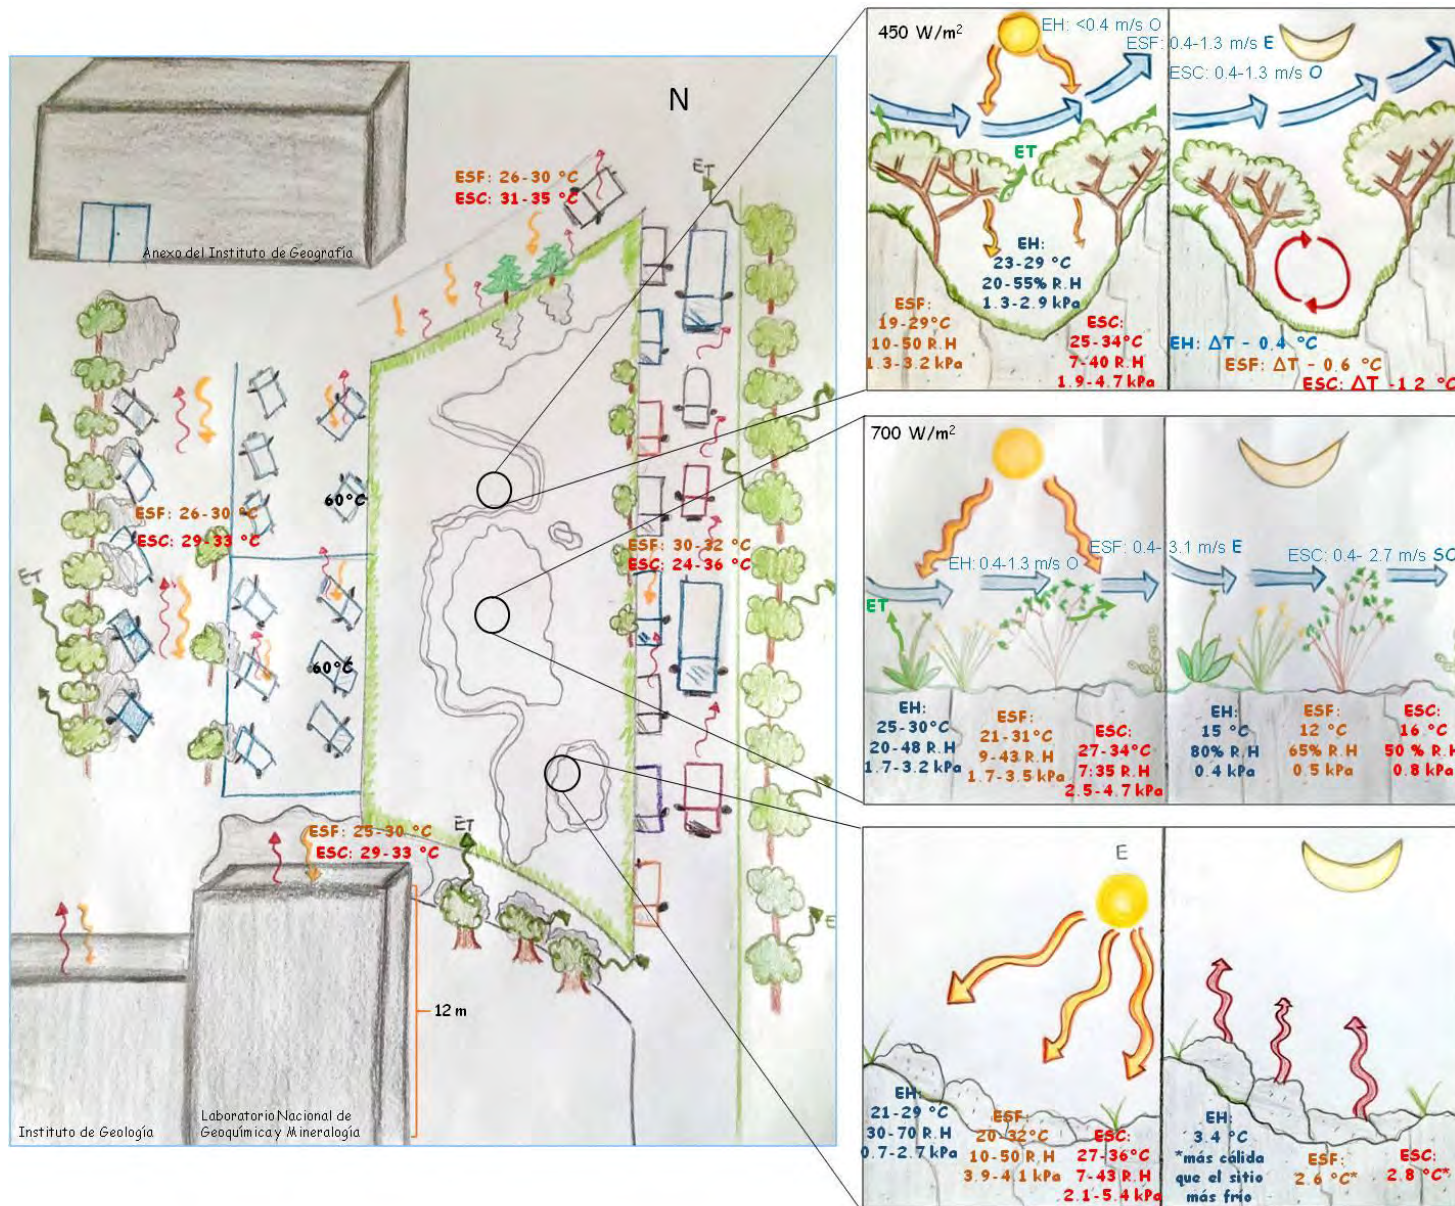 N
Anexo del Instituto de Geografía
ESF: 26-30 °C
ESC: 31-35 °C
ET
60°C
ESF: 26-30 °C
ESC: 29-33 °C
ESF: 30-32 °C
ESC: 24-36 °C
ET
60°C
ESF: 25-30 °C
ESC: 29-33 °C
ET
E
12 m
Instituto de Geología
Laboratorio Nacional de
Geoquímica y Mineralogía
450 W/m²
EH: <0.4 m/s O
ESF: 0.4-1.3 m/s E
ESC: 0.4-1.3 m/s O
ET
EH:
23-29 °C
20-55% R.H
1.3-2.9 kPa
ESF:
19-29°C
10-50 R.H
1.3-3.2 kPa
ESC:
25-34°C
7-40 R.H
1.9-4.7 kPa
EH: ΔT - 0.4 °C
ESF: ΔT - 0.6 °C
ESC: ΔT -1.2 °C
700 W/m²
EH: 0.4-1.3 m/s O
ESF: 0.4- 3.1 m/s E
ESC: 0.4- 2.7 m/s SO
ET
EH:
25-30°C
20-48 R.H
1.7-3.2 kPa
ESF:
21-31°C
9-43 R.H
1.7-3.5 kPa
ESC:
27-34°C
7:35 R.H
2.5-4.7 kPa
EH:
15 °C
80% R.H
0.4 kPa
ESF:
12 °C
65% R.H
0.5 kPa
ESC:
16 °C
50 % R.H
0.8 kPa
E
EH:
21-29 °C
30-70 R.H
0.7-2.7 kPa
ESF:
20-32°C
10-50 R.H
3.9-4.1 kPa
ESC:
27-36°C
7-43 R.H
2.1-5.4 kPa
EH:
3.4 °C
*más cálida
que el sitio
más frío
ESF:
2.6 °C*
ESC:
2.8 °C*